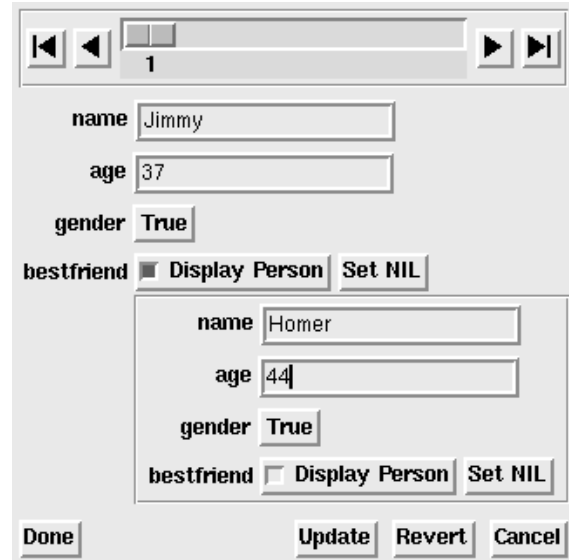 1
name Jimmy
age 37
gender True
bestfriend Display Person Set NIL
name Homer
age 44
gender True
bestfriend Display Person Set NIL
Done Update Revert Cancel